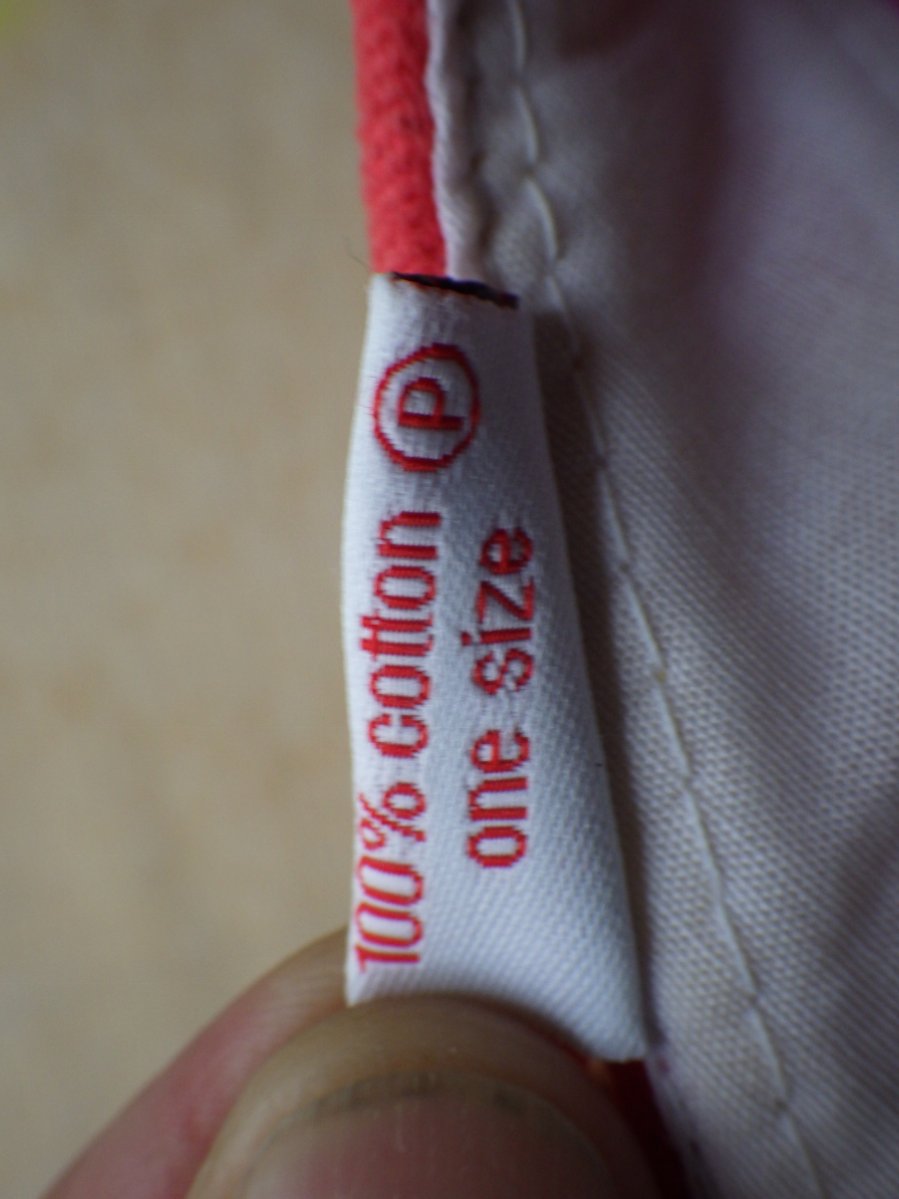 100% cotton Ⓟ
one size